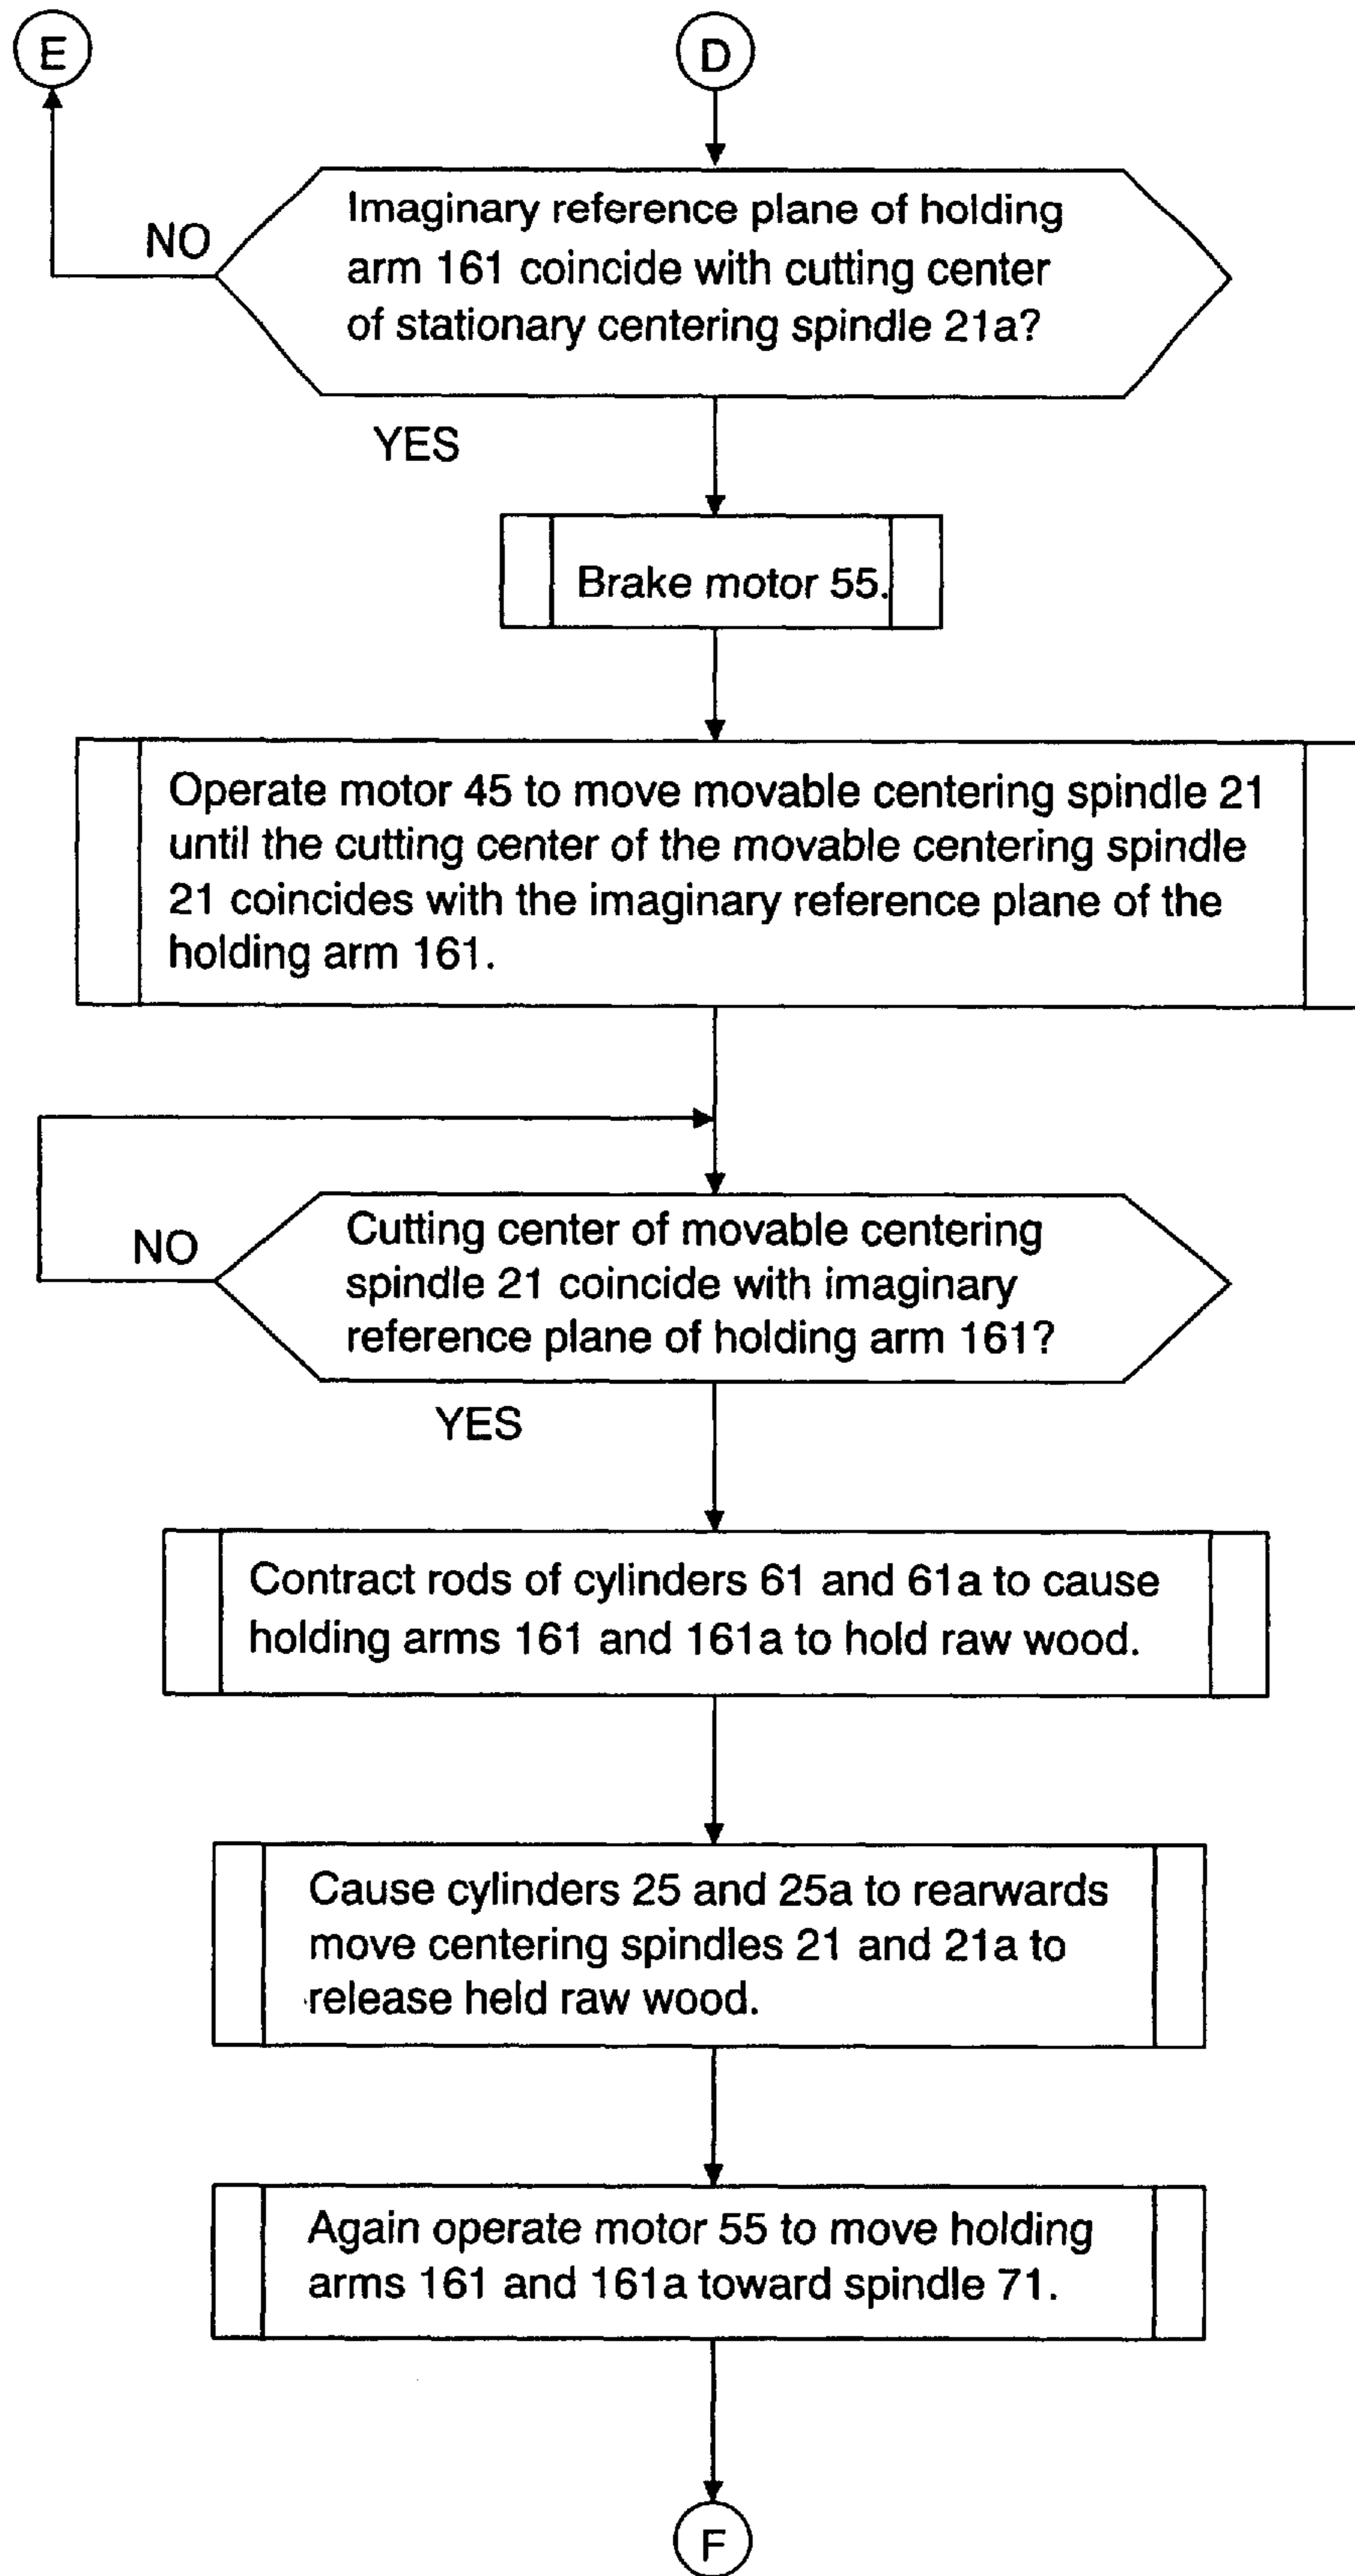 E
D
Imaginary reference plane of holding
arm 161 coincide with cutting center
of stationary centering spindle 21a?
NO
YES
Brake motor 55.
Operate motor 45 to move movable centering spindle 21
until the cutting center of the movable centering spindle
21 coincides with the imaginary reference plane of the
holding arm 161.
Cutting center of movable centering
spindle 21 coincide with imaginary
reference plane of holding arm 161?
NO
YES
Contract rods of cylinders 61 and 61a to cause
holding arms 161 and 161a to hold raw wood.
Cause cylinders 25 and 25a to rearwards
move centering spindles 21 and 21a to
release held raw wood.
Again operate motor 55 to move holding
arms 161 and 161a toward spindle 71.
F